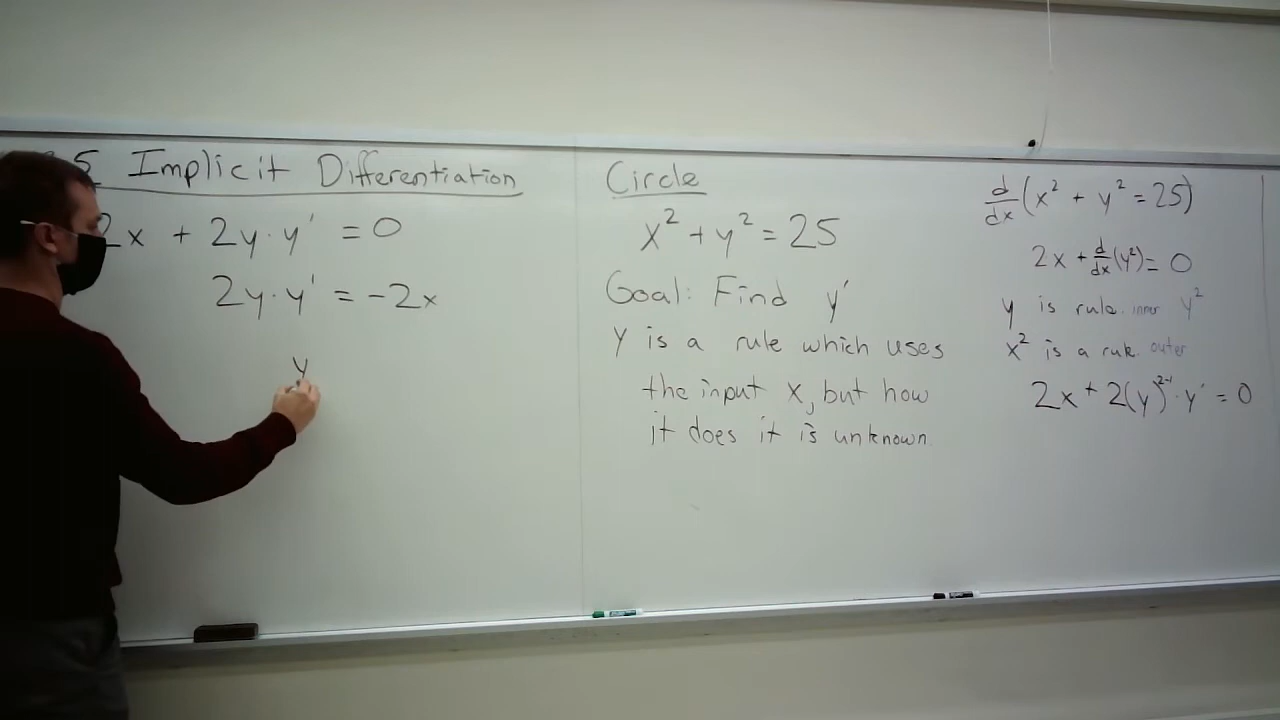 5 Implicit Differentiation
2x + 2y·y' = 0
2y·y' = -2x
y
Circle
x² + y² = 25
Goal: Find y'
y is a rule which uses
the input x, but how
it does it is unknown.
d/dx (x² + y² = 25)
2x + d/dx (y²) = 0
y is rule. inner y²
x² is a rule. outer
2x + 2(y)²⁻¹·y' = 0